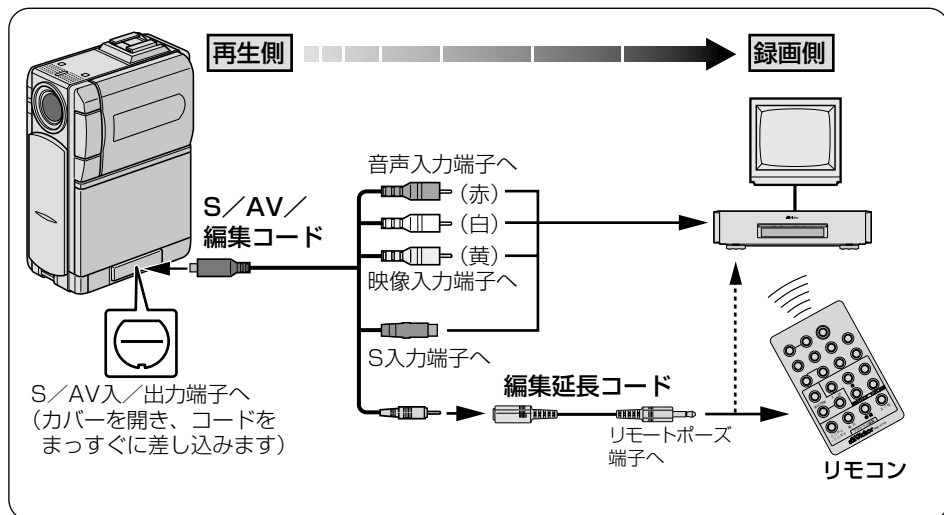 再生側
録画側
音声入力端子へ
(赤)
(白)
(黄)
映像入力端子へ
S/AV/
編集コード
S入力端子へ
S/AV入/出力端子へ
(カバーを開き、コードを
まっすぐに差し込みます)
編集延長コード
リモートポーズ
端子へ
リモコン